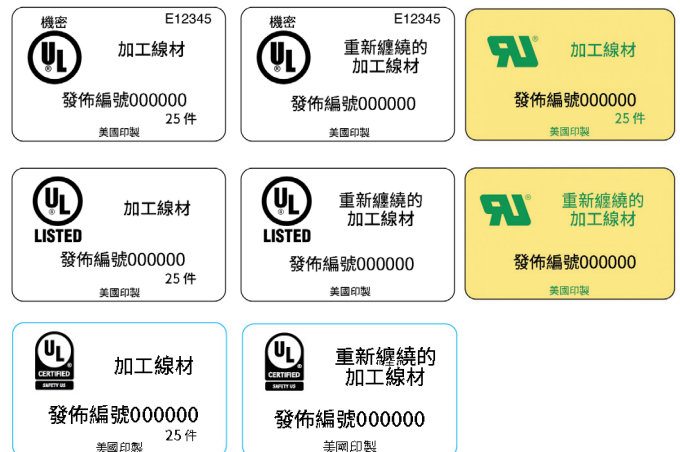 機密 E12345
UL
®
加工線材
發佈編號000000
25 件
美國印製
機密 E12345
UL
®
重新纏繞的
加工線材
發佈編號000000
美國印製
RU®
加工線材
發佈編號000000
25 件
美國印製
UL
®
LISTED
加工線材
發佈編號000000
25 件
美國印製
UL
®
LISTED
重新纏繞的
加工線材
發佈編號000000
美國印製
RU®
重新纏繞的
加工線材
發佈編號000000
美國印製
UL
CERTIFIED
SAFETY US
加工線材
發佈編號000000
25 件
美國印製
UL
CERTIFIED
SAFETY US
重新纏繞的
加工線材
發佈編號000000
美國印製